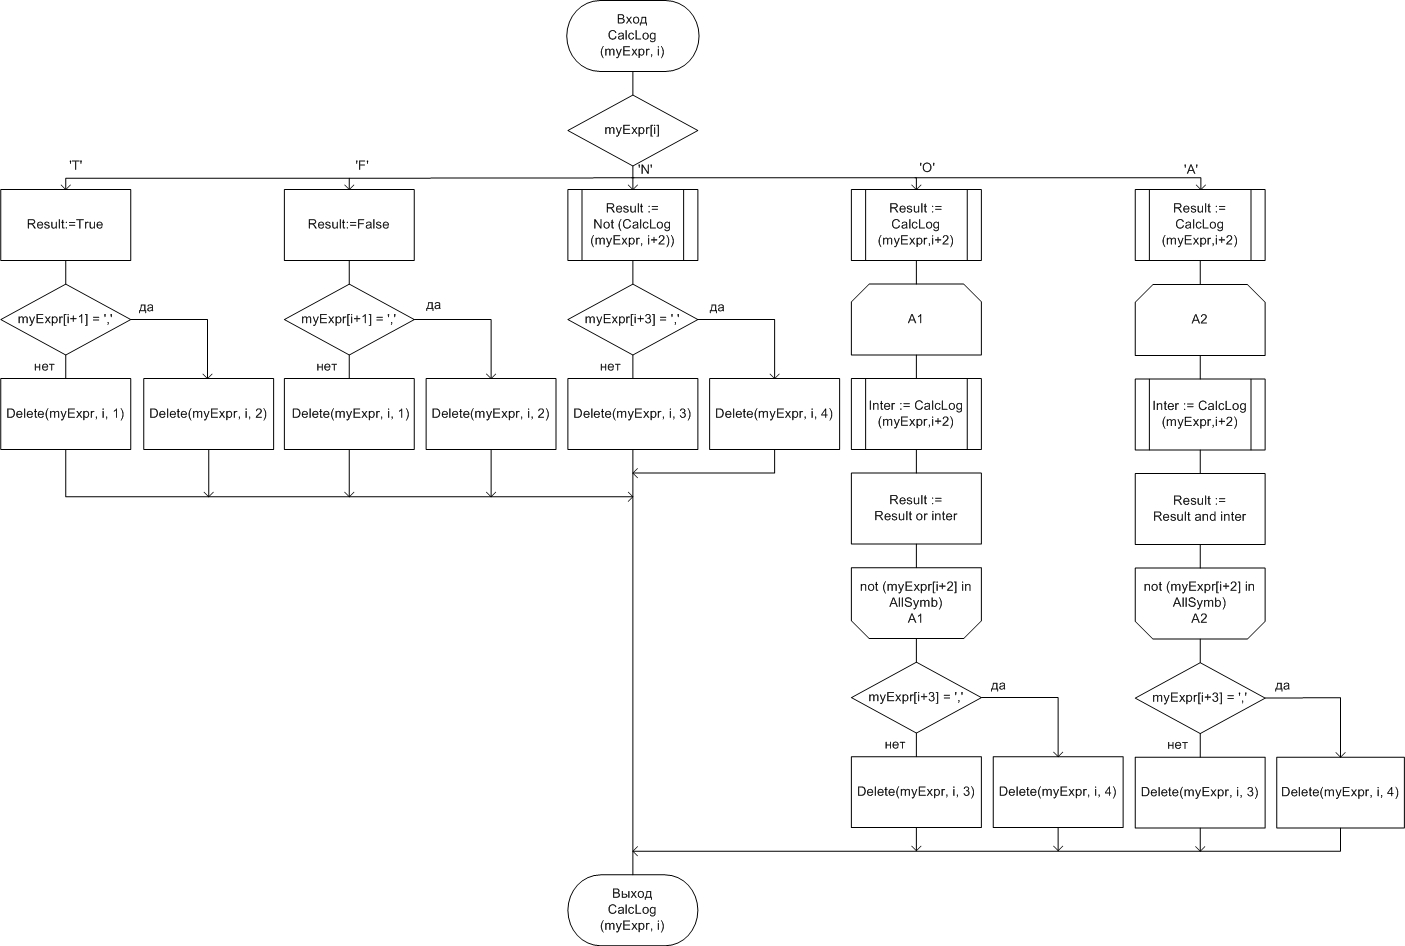 Вход
CalcLog
(myExpr, i)
myExpr[i]
'T'
'F'
'N'
'O'
'A'
Result:=True
Result:=False
Result :=
Not (CalcLog
(myExpr, i+2))
Result :=
CalcLog
(myExpr,i+2)
Result :=
CalcLog
(myExpr,i+2)
myExpr[i+1] = ','
да
нет
myExpr[i+1] = ','
да
нет
myExpr[i+3] = ','
да
нет
A1
A2
Delete(myExpr, i, 1)
Delete(myExpr, i, 2)
Delete(myExpr, i, 1)
Delete(myExpr, i, 2)
Delete(myExpr, i, 3)
Delete(myExpr, i, 4)
Inter := CalcLog
(myExpr,i+2)
Inter := CalcLog
(myExpr,i+2)
Result :=
Result or inter
Result :=
Result and inter
not (myExpr[i+2] in
AllSymb)
A1
not (myExpr[i+2] in
AllSymb)
A2
myExpr[i+3] = ','
да
нет
myExpr[i+3] = ','
да
нет
Delete(myExpr, i, 3)
Delete(myExpr, i, 4)
Delete(myExpr, i, 3)
Delete(myExpr, i, 4)
Выход
CalcLog
(myExpr, i)